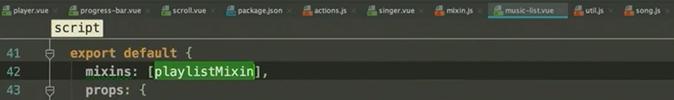 player.vue progress-bar.vue scroll.vue package.json actions.js singer.vue mixin.js music-list.vue util.js song.js
script
41 export default {
42 mixins: [playlistMixin],
43 props: {